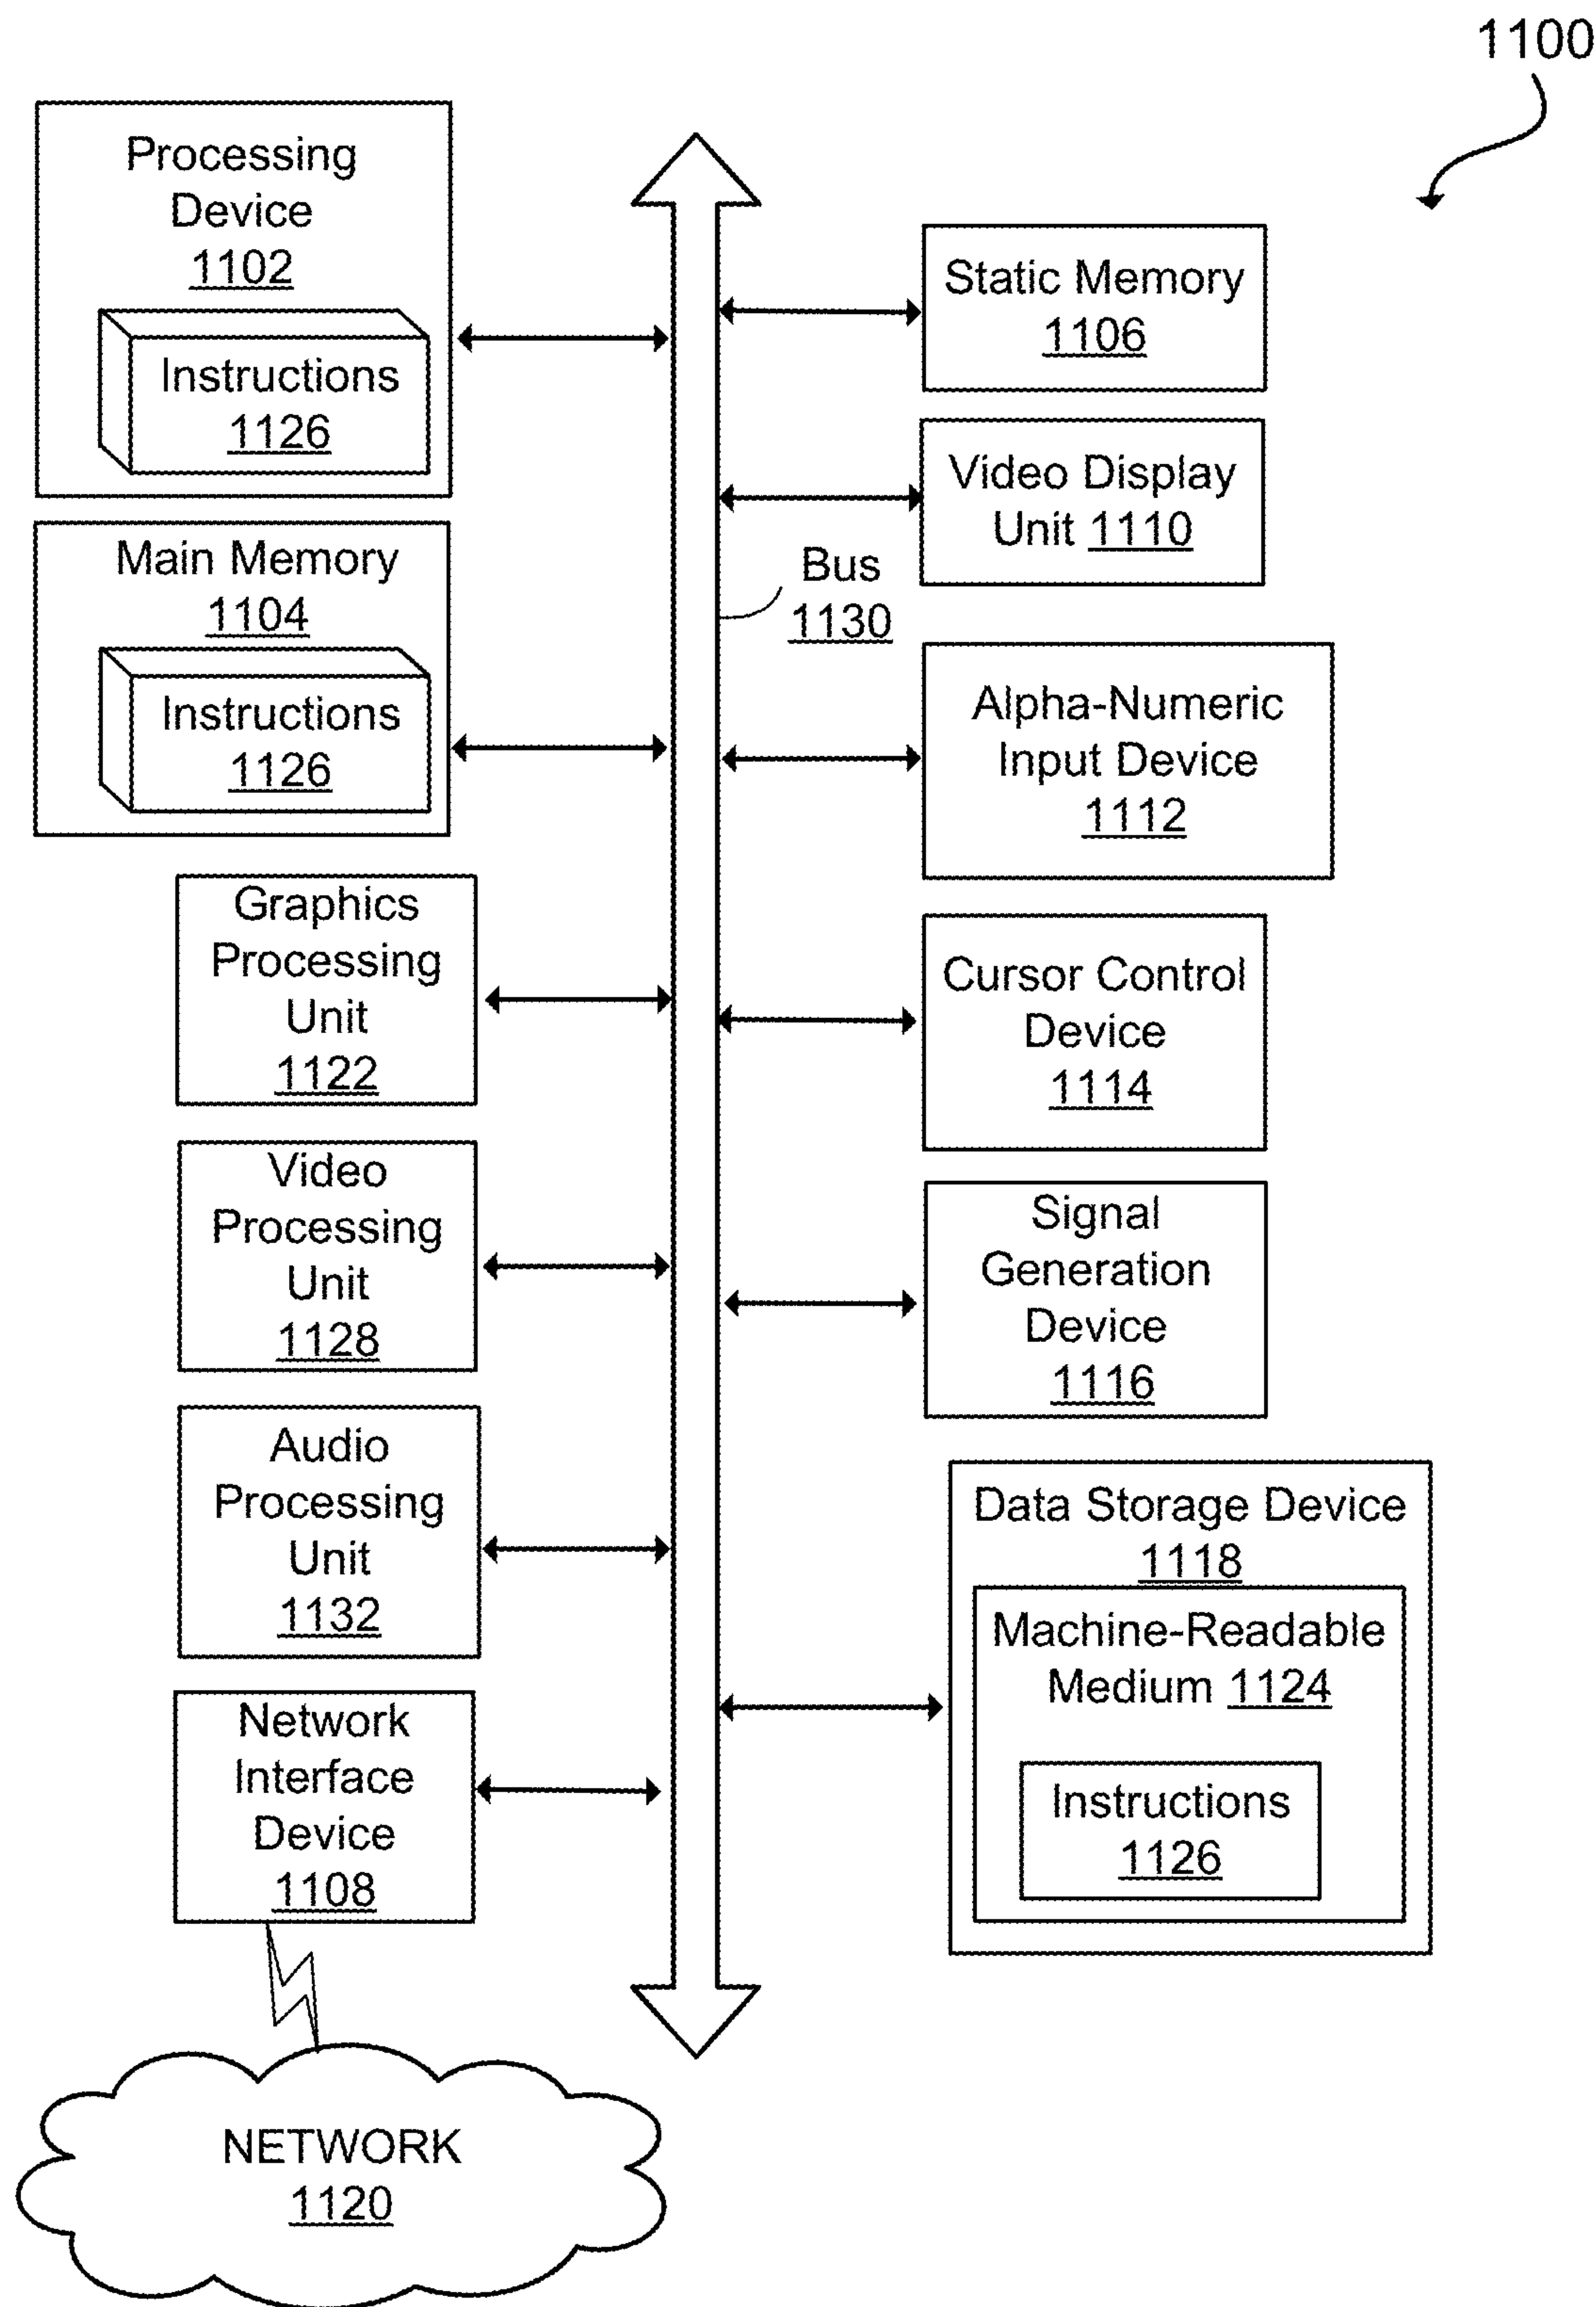 1100
Processing
Device
1102
Instructions
1126
Main Memory
1104
Instructions
1126
Graphics
Processing
Unit
1122
Video
Processing
Unit
1128
Audio
Processing
Unit
1132
Network
Interface
Device
1108
NETWORK
1120
Bus
1130
Static Memory
1106
Video Display
Unit 1110
Alpha-Numeric
Input Device
1112
Cursor Control
Device
1114
Signal
Generation
Device
1116
Data Storage Device
1118
Machine-Readable
Medium 1124
Instructions
1126